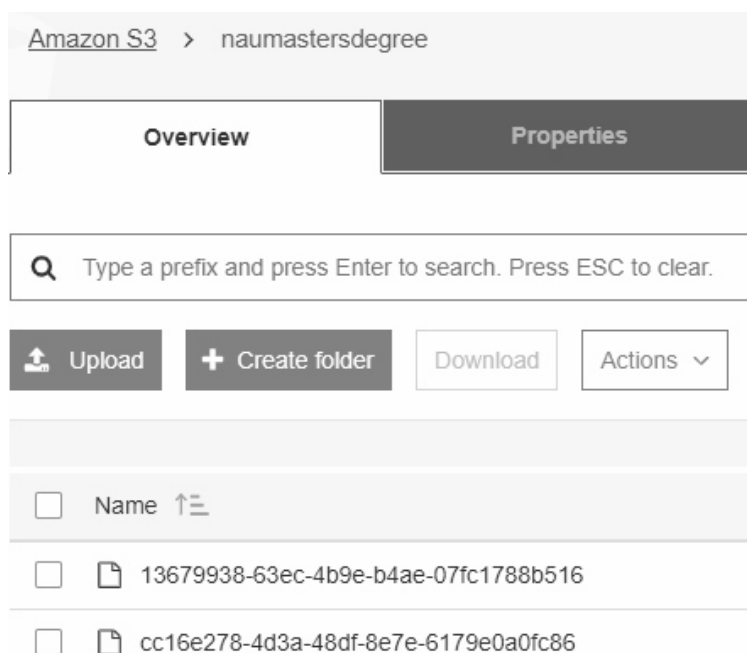 Amazon S3 > naumastersdegree
Overview Properties
Type a prefix and press Enter to search. Press ESC to clear.
Upload Create folder Download Actions
Name
13679938-63ec-4b9e-b4ae-07fc1788b516
cc16e278-4d3a-48df-8e7e-6179e0a0fc86